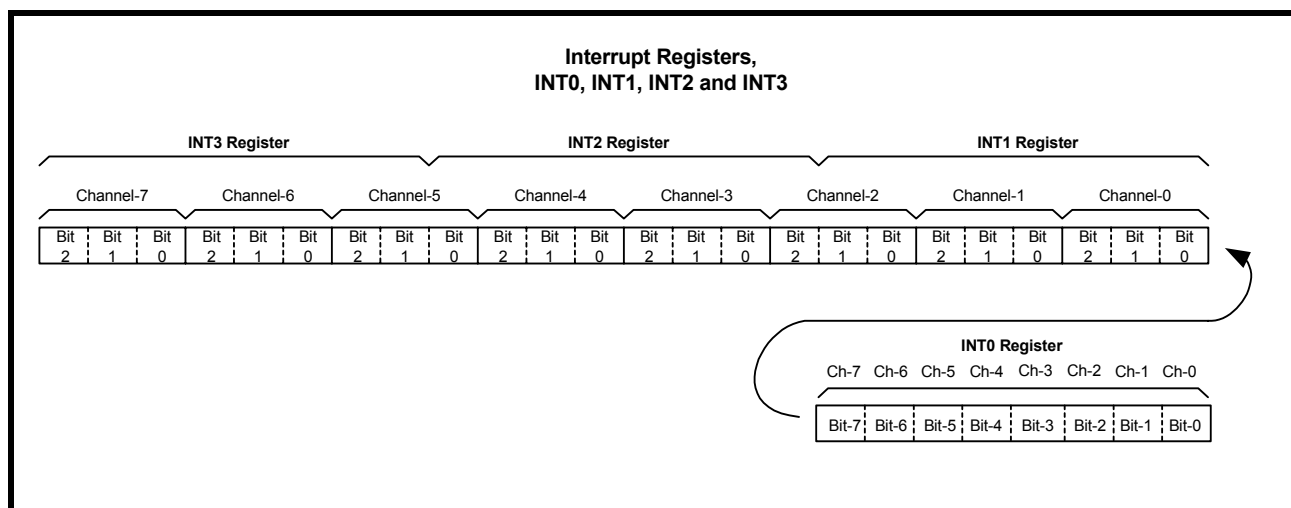 Interrupt Registers,
INT0, INT1, INT2 and INT3
INT3 Register INT2 Register INT1 Register
Channel-7 Channel-6 Channel-5 Channel-4 Channel-3 Channel-2 Channel-1 Channel-0
Bit Bit Bit Bit Bit Bit Bit Bit Bit Bit Bit Bit Bit Bit Bit Bit Bit Bit Bit Bit Bit Bit Bit Bit
2 1 0 2 1 0 2 1 0 2 1 0 2 1 0 2 1 0 2 1 0 2 1 0
INT0 Register
Ch-7 Ch-6 Ch-5 Ch-4 Ch-3 Ch-2 Ch-1 Ch-0
Bit-7 Bit-6 Bit-5 Bit-4 Bit-3 Bit-2 Bit-1 Bit-0